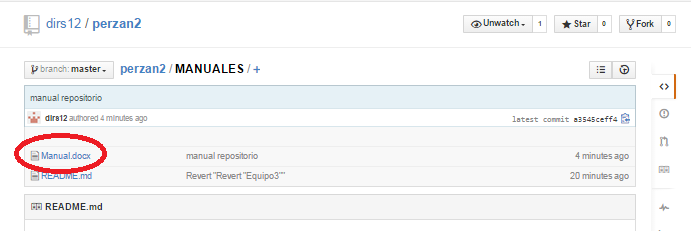 dirs12 / perzan2
Unwatch 1 Star 0 Fork 0
branch: master perzan2 / MANUALES / +
manual repositorio
dirs12 authored 4 minutes ago latest commit a3545ceff4
Manual.docx manual repositorio 4 minutes ago
README.md Revert "Revert "Equipo3"" 20 minutes ago
README.md